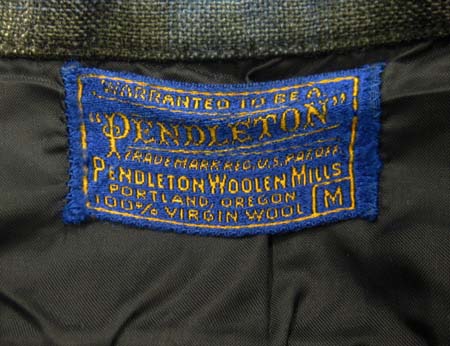 WARRANTED TO BE A
"PENDLETON"
TRADE MARK REG. U.S. PAT. OFF.
PENDLETON WOOLEN MILLS
PORTLAND, OREGON
100% VIRGIN WOOL M